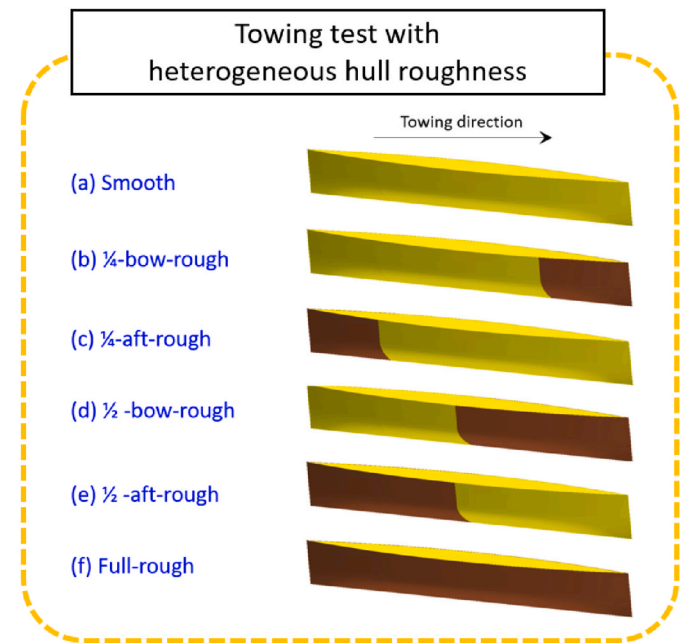 Towing test with
heterogeneous hull roughness
Towing direction
(a) Smooth
(b) ¼-bow-rough
(c) ¼-aft-rough
(d) ½ -bow-rough
(e) ½ -aft-rough
(f) Full-rough